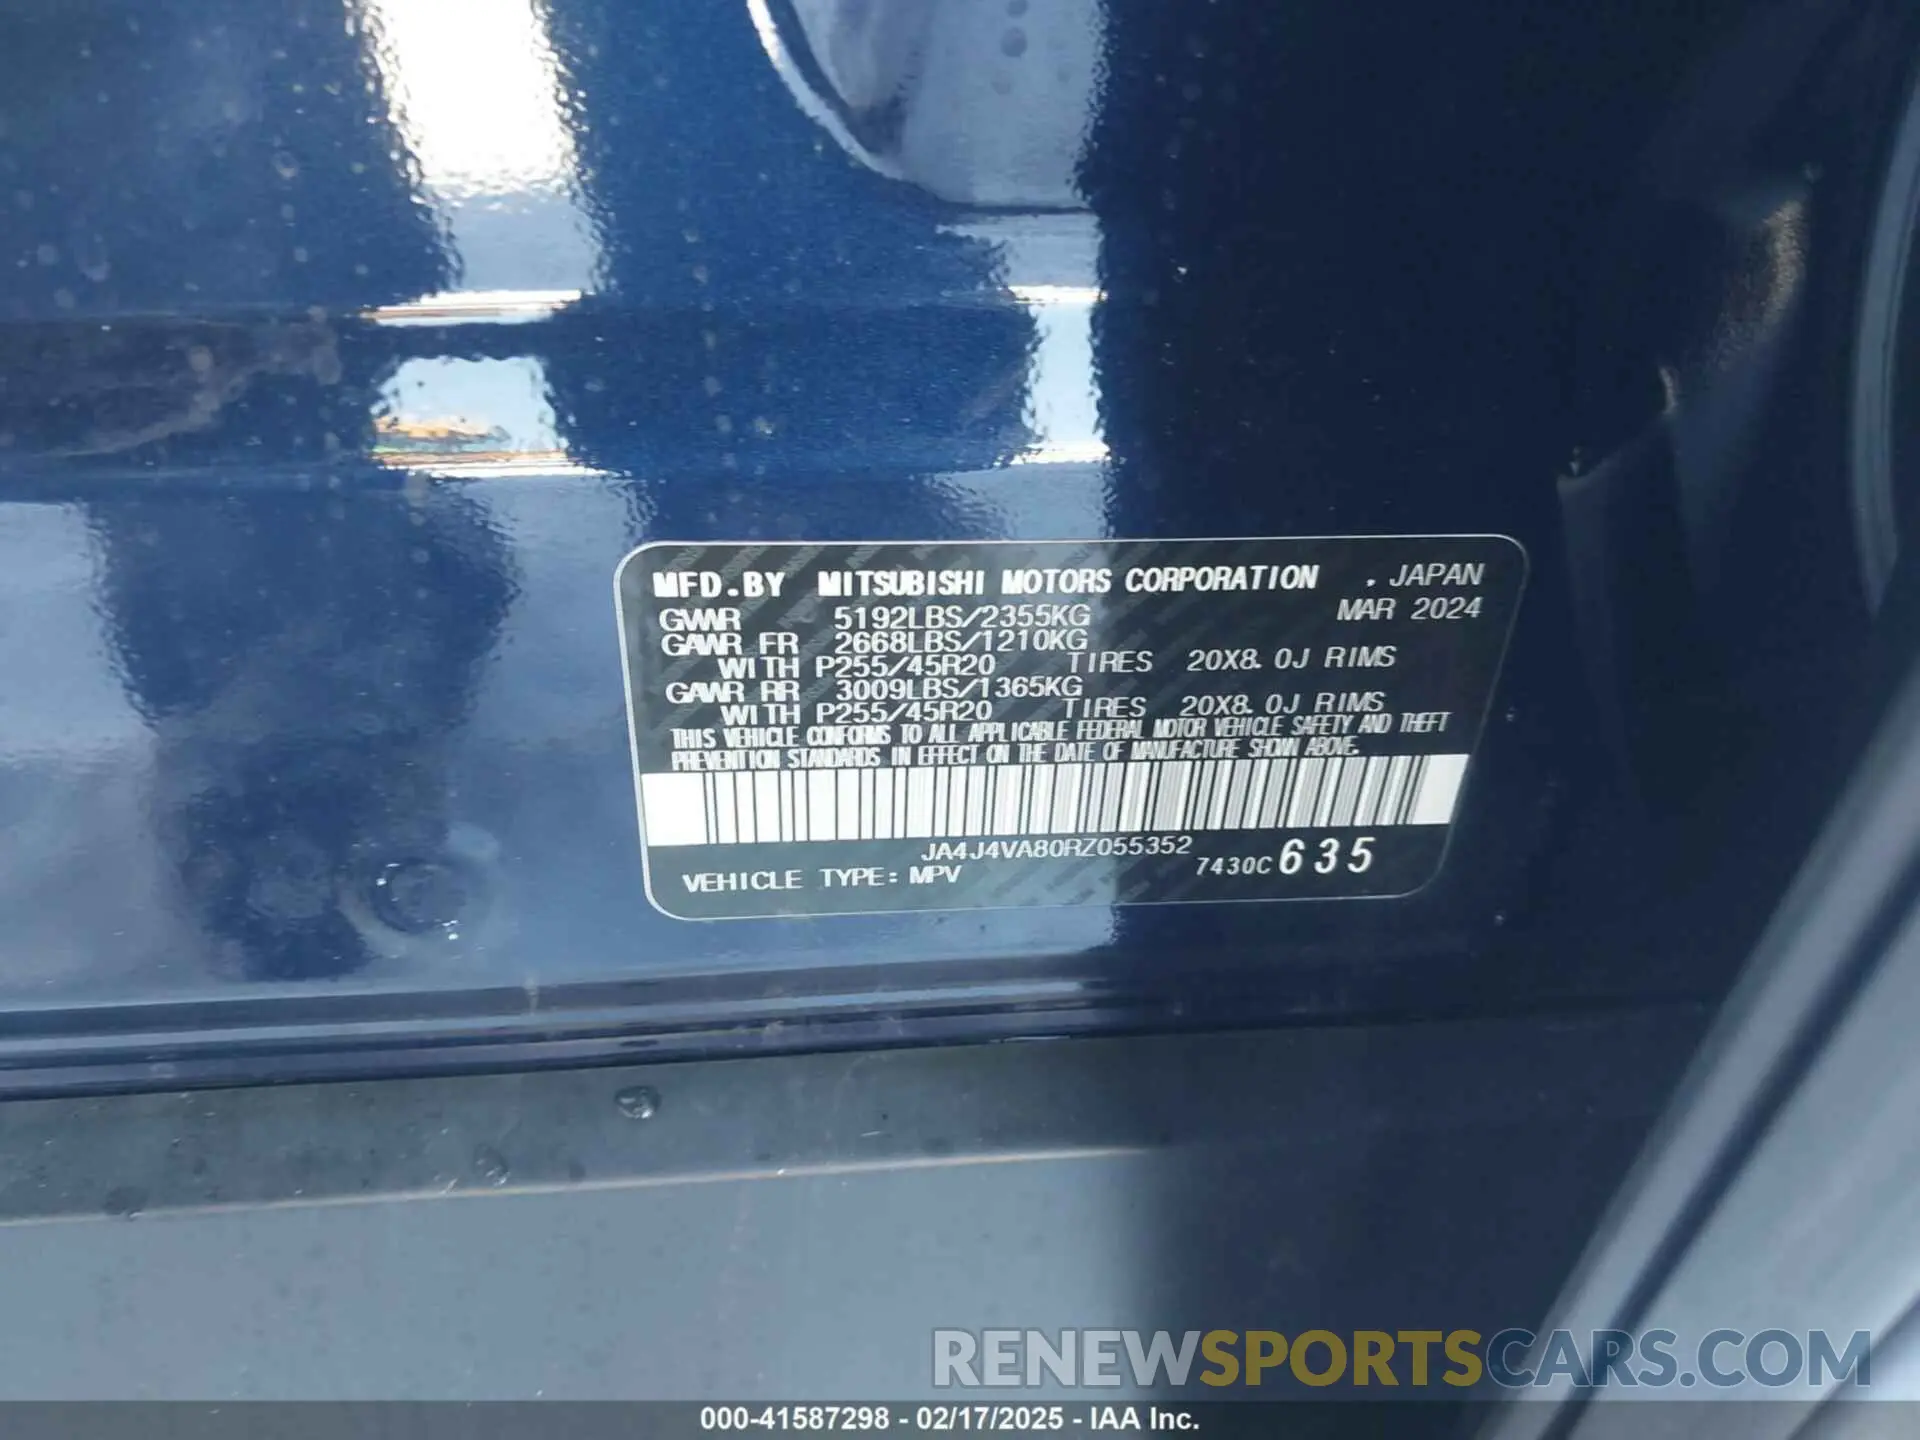 MFD.BY MITSUBISHI MOTORS CORPORATION . JAPAN
GVWR 5192LBS/2355KG MAR 2024
GAWR FR 2668LBS/1210KG
WITH P255/45R20 TIRES 20X8.0J RIMS
GAWR RR 3009LBS/1365KG
WITH P255/45R20 TIRES 20X8.0J RIMS
THIS VEHICLE CONFORMS TO ALL APPLICABLE FEDERAL MOTOR VEHICLE SAFETY AND THEFT
PREVENTION STANDARDS IN EFFECT ON THE DATE OF MANUFACTURE SHOWN ABOVE.
JA4J4VA80RZ055352
VEHICLE TYPE: MPV 7430C 635
RENEWSPORTSCARS.COM
000-41587298 - 02/17/2025 - IAA Inc.